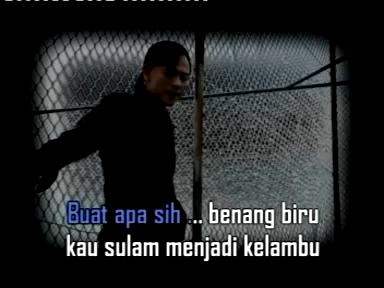 Buat apa sih ... benang biru
kau sulam menjadi kelambu